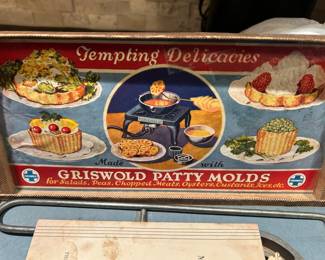 Tempting Delicacies
Made with
GRISWOLD PATTY MOLDS
for Salads, Peas, Chopped Meats, Oysters, Custards, Ices, etc.